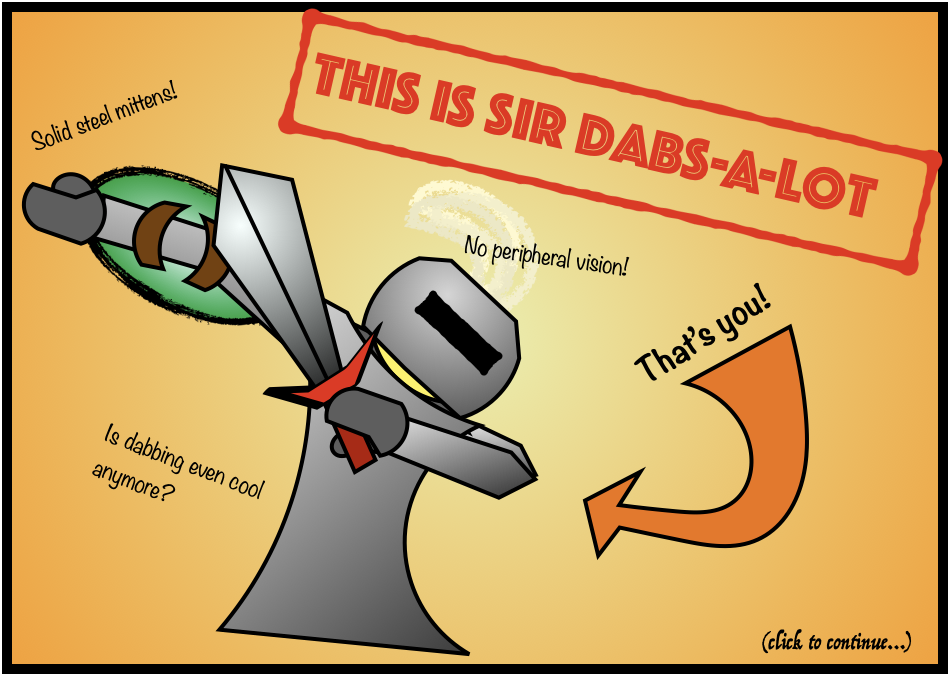 THIS IS SIR DABS-A-LOT
Solid steel mittens!
No peripheral vision!
That's you!
Is dabbing even cool
anymore?
(click to continue...)